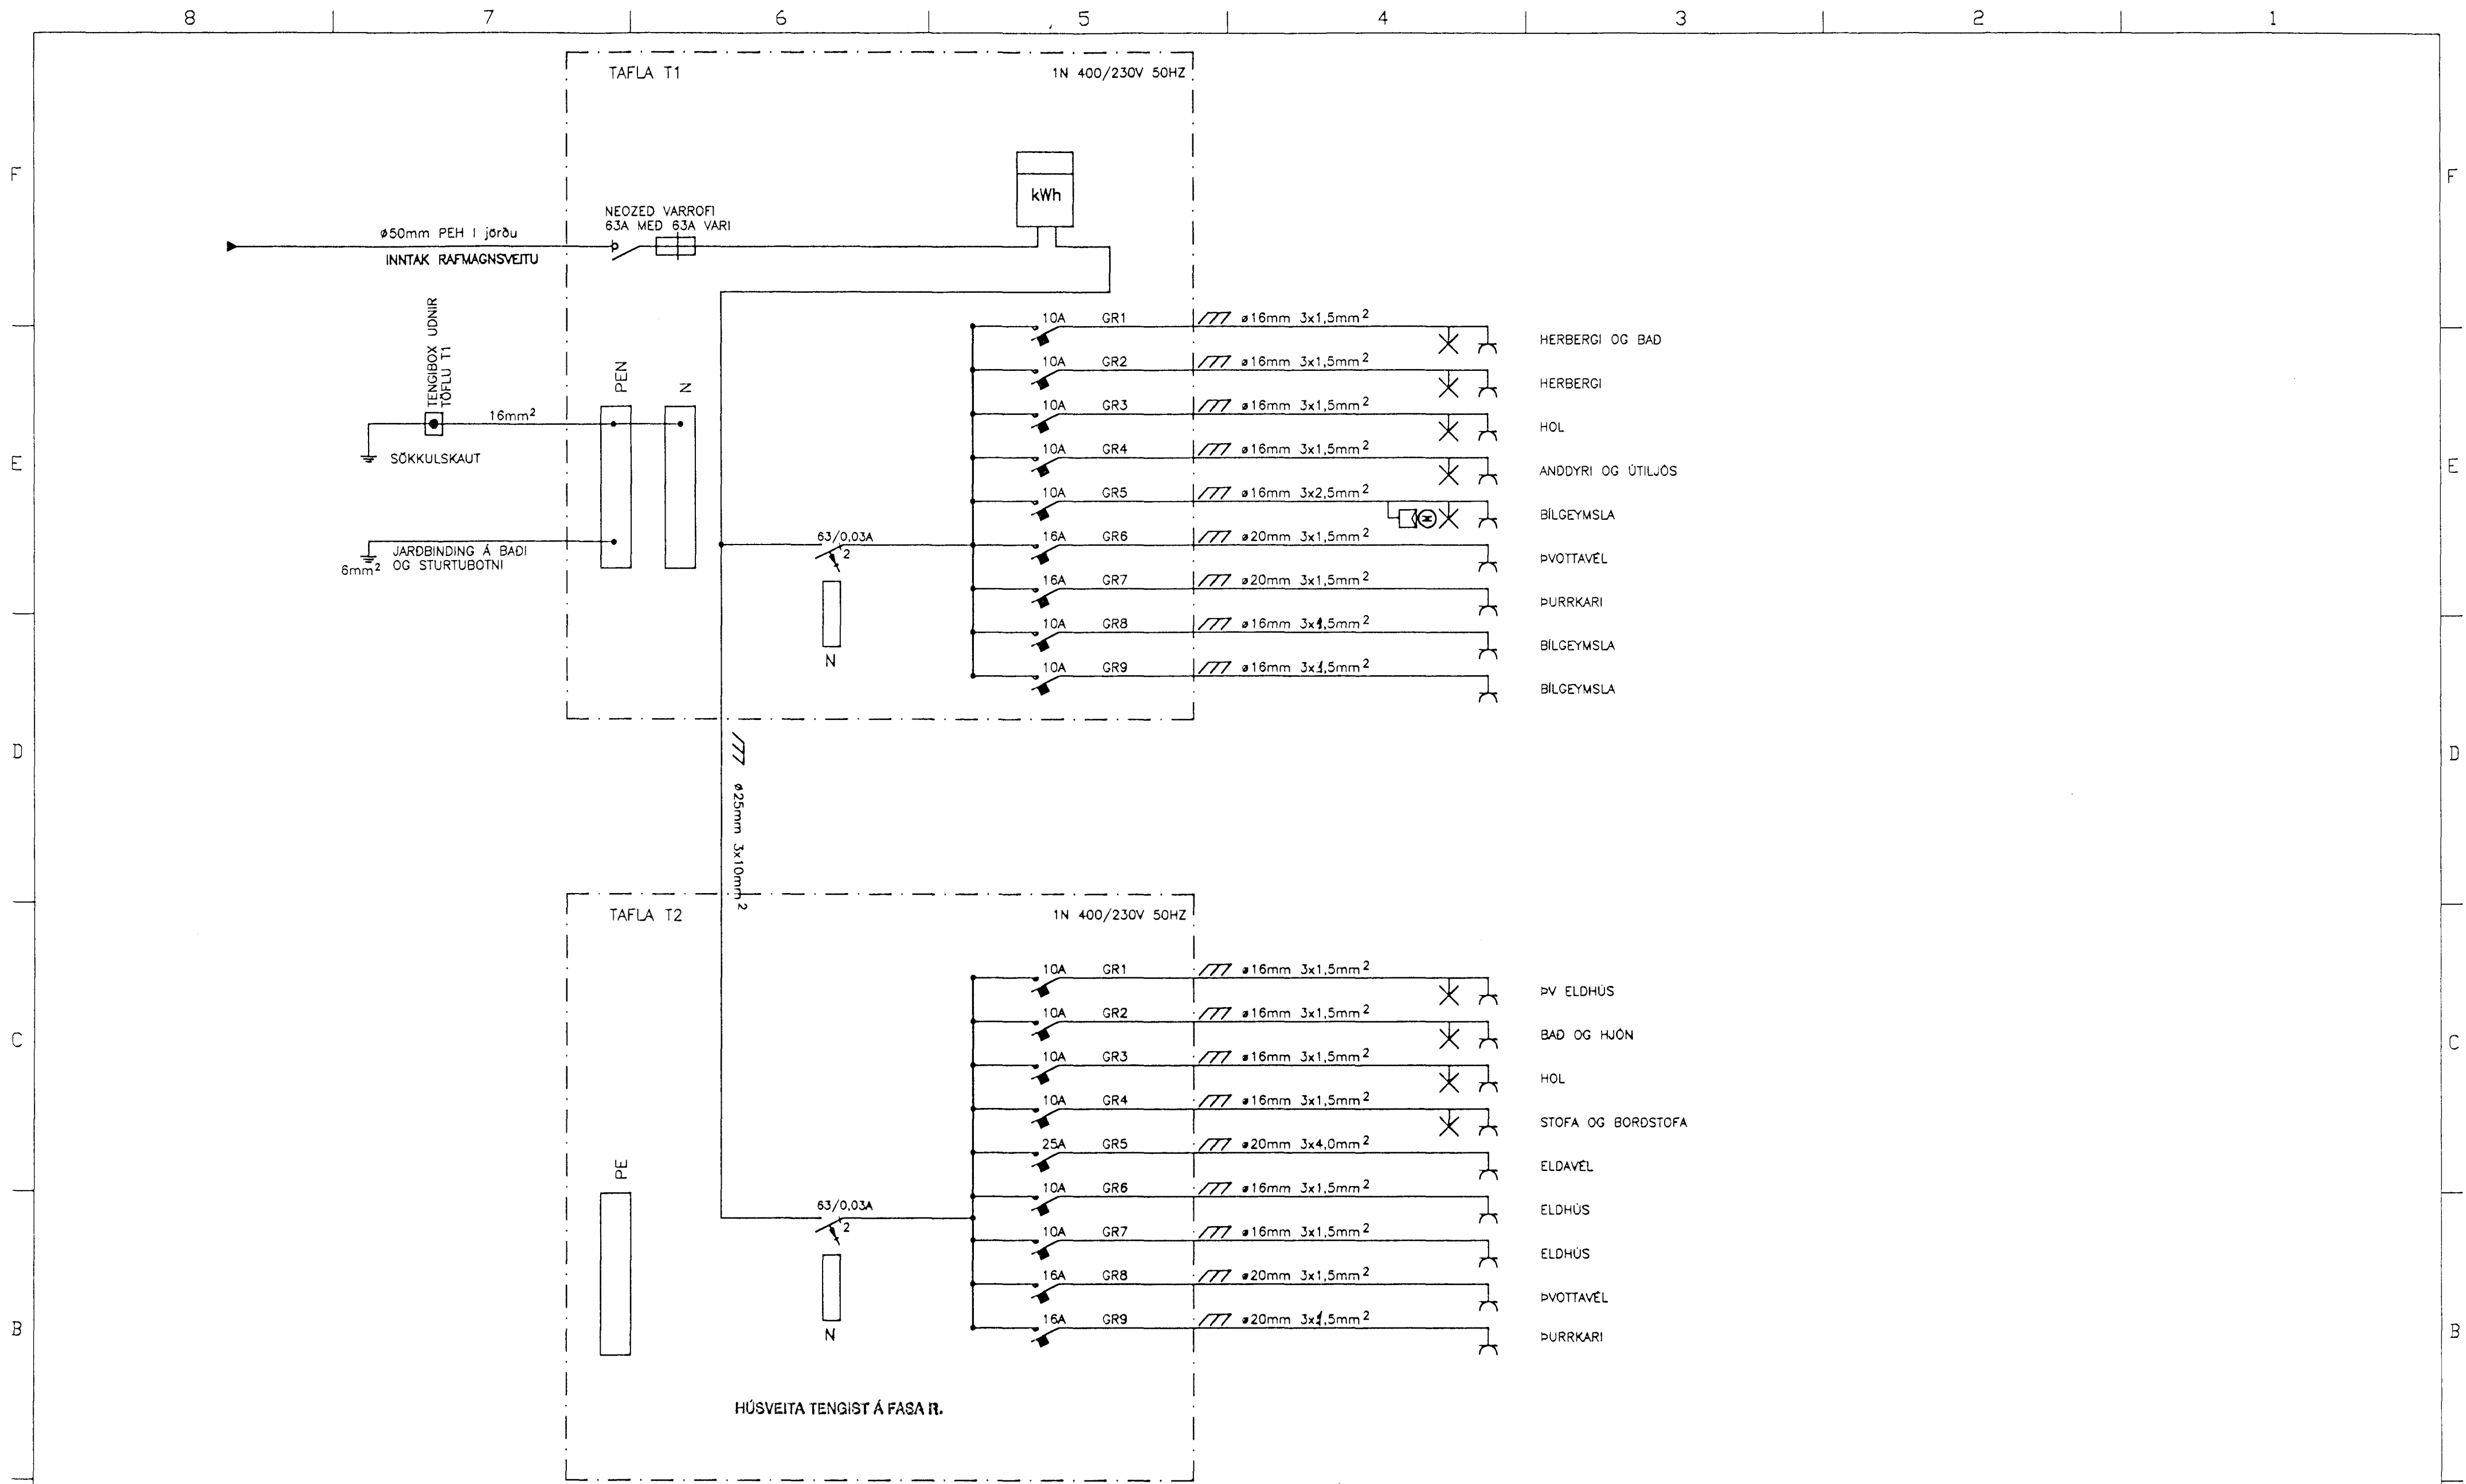 8 7 6 5 4 3 2 1
TAFLA T1
1N 400/230V 50HZ
F
F
kWh
NEOZED VARROFI
63A MED 63A VARI
ø50mm PEH I jörðu
INNTAK RAFMAGNSVEITU
TENGIBOX UDNIR
TÖFLU T1
PEN
N
16mm²
SÖKKULSKAUT
E
E
JARÐBINDING Á BAÐI
OG STURTUBOTNI
6mm²
63/0,03A
2
N
10A GR1 ø16mm 3x1,5mm² HERBERGI OG BAÐ
10A GR2 ø16mm 3x1,5mm² HERBERGI
10A GR3 ø16mm 3x1,5mm² HOL
10A GR4 ø16mm 3x1,5mm² ANDDYRI OG ÚTILJÓS
10A GR5 ø16mm 3x2,5mm² M BÍLGEYMSLA
16A GR6 ø20mm 3x1,5mm² ÞVOTTAVÉL
16A GR7 ø20mm 3x1,5mm² ÞURRKARI
10A GR8 ø16mm 3x1,5mm² BÍLGEYMSLA
10A GR9 ø16mm 3x1,5mm² BÍLGEYMSLA
D
D
ø25mm 3x10mm²
TAFLA T2
1N 400/230V 50HZ
C
C
PE
63/0,03A
2
N
10A GR1 ø16mm 3x1,5mm² ÞV ELDHÚS
10A GR2 ø16mm 3x1,5mm² BAÐ OG HJÓN
10A GR3 ø16mm 3x1,5mm² HOL
10A GR4 ø16mm 3x1,5mm² STOFA OG BORÐSTOFA
25A GR5 ø20mm 3x4,0mm² ELDAVÉL
10A GR6 ø16mm 3x1,5mm² ELDHÚS
10A GR7 ø16mm 3x1,5mm² ELDHÚS
16A GR8 ø20mm 3x1,5mm² ÞVOTTAVÉL
16A GR9 ø20mm 3x1,5mm² ÞURRKARI
B
B
HÚSVEITA TENGIST Á FASA R.